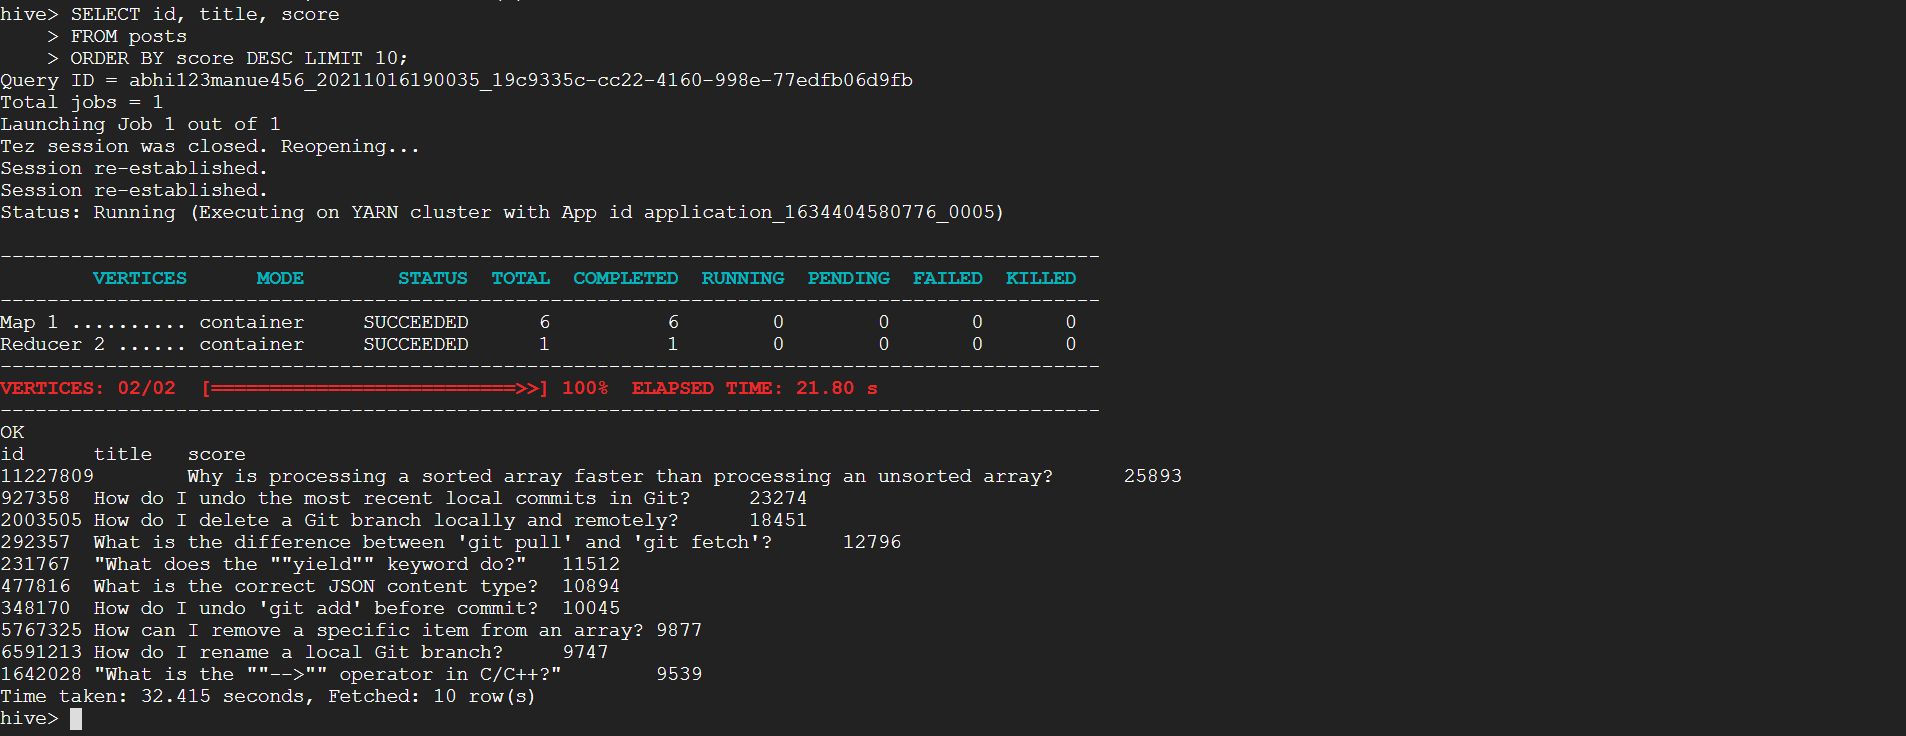 hive> SELECT id, title, score
    > FROM posts
    > ORDER BY score DESC LIMIT 10;
Query ID = abhi123manue456_20211016190035_19c9335c-cc22-4160-998e-77edfb06d9fb
Total jobs = 1
Launching Job 1 out of 1
Tez session was closed. Reopening...
Session re-established.
Session re-established.
Status: Running (Executing on YARN cluster with App id application_1634404580776_0005)
----------------------------------------------------------------------------------------------
        VERTICES      MODE        STATUS  TOTAL  COMPLETED  RUNNING  PENDING  FAILED  KILLED
----------------------------------------------------------------------------------------------
Map 1 .......... container     SUCCEEDED      6          6        0        0       0       0
Reducer 2 ...... container     SUCCEEDED      1          1        0        0       0       0
----------------------------------------------------------------------------------------------
VERTICES: 02/02  [==========================>>] 100%  ELAPSED TIME: 21.80 s
----------------------------------------------------------------------------------------------
OK
id      title   score
11227809        Why is processing a sorted array faster than processing an unsorted array?      25893
927358  How do I undo the most recent local commits in Git?     23274
2003505 How do I delete a Git branch locally and remotely?      18451
292357  What is the difference between 'git pull' and 'git fetch'?      12796
231767  "What does the ""yield"" keyword do?"   11512
477816  What is the correct JSON content type?  10894
348170  How do I undo 'git add' before commit?  10045
5767325 How can I remove a specific item from an array? 9877
6591213 How do I rename a local Git branch?     9747
1642028 "What is the ""-->"" operator in C/C++?"        9539
Time taken: 32.415 seconds, Fetched: 10 row(s)
hive>